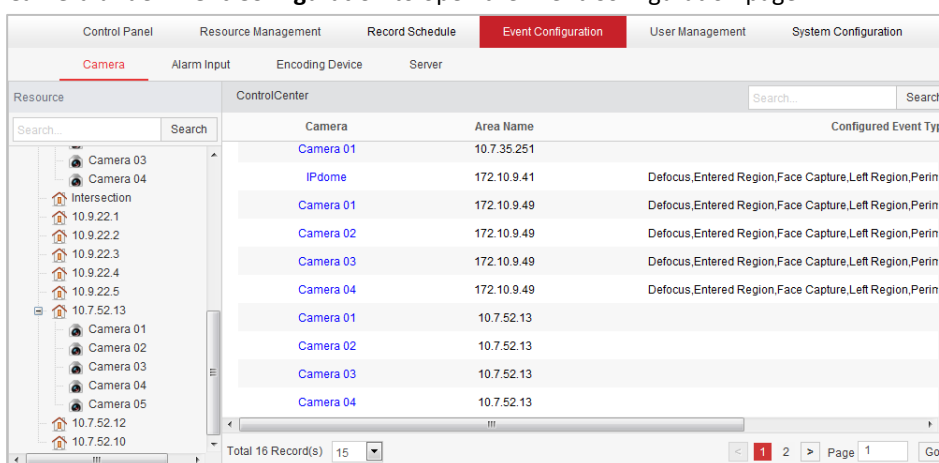 Control Panel Resource Management Record Schedule Event Configuration User Management System Configuration
Camera Alarm Input Encoding Device Server
Resource
ControlCenter
Search... Search
Search... Search
Camera Area Name Configured Event Typ
Camera 03
Camera 04
Intersection
10.9.22.1
10.9.22.2
10.9.22.3
10.9.22.4
10.9.22.5
10.7.52.13
Camera 01
Camera 02
Camera 03
Camera 04
Camera 05
10.7.52.12
10.7.52.10
Camera 01 10.7.35.251
IPdome 172.10.9.41 Defocus,Entered Region,Face Capture,Left Region,Perim
Camera 01 172.10.9.49 Defocus,Entered Region,Face Capture,Left Region,Perim
Camera 02 172.10.9.49 Defocus,Entered Region,Face Capture,Left Region,Perim
Camera 03 172.10.9.49 Defocus,Entered Region,Face Capture,Left Region,Perim
Camera 04 172.10.9.49 Defocus,Entered Region,Face Capture,Left Region,Perim
Camera 01 10.7.52.13
Camera 02 10.7.52.13
Camera 03 10.7.52.13
Camera 04 10.7.52.13
Total 16 Record(s) 15 < 1 2 > Page 1 Go